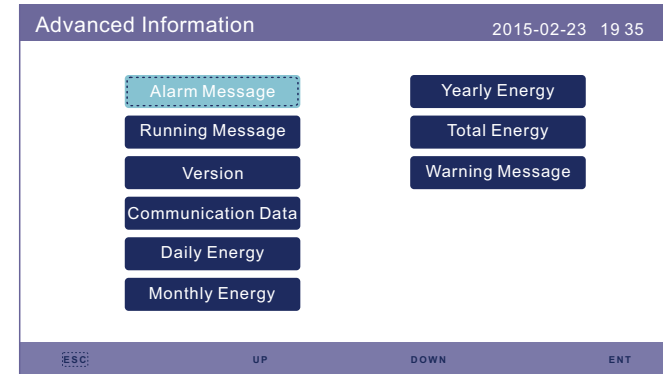 Advanced Information 2015-02-23 19 35
Alarm Message
Running Message
Version
Communication Data
Daily Energy
Monthly Energy
Yearly Energy
Total Energy
Warning Message
ESC UP DOWN ENT